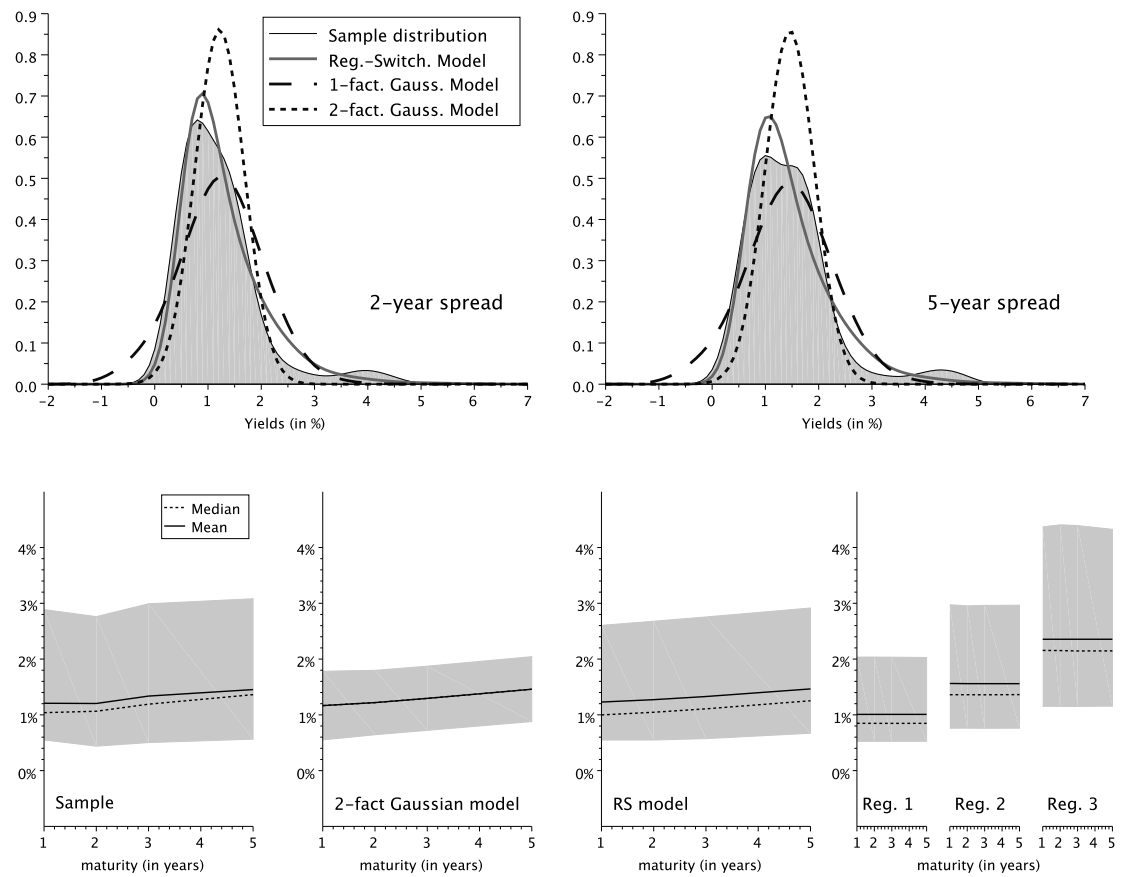 0.9
0.8
0.7
0.6
0.5
0.4
0.3
0.2
0.1
0.0
Sample distribution
Reg.-Switch. Model
1-fact. Gauss. Model
2-fact. Gauss. Model
2-year spread
-2 -1 0 1 2 3 4 5 6 7
Yields (in %)
0.9
0.8
0.7
0.6
0.5
0.4
0.3
0.2
0.1
0.0
5-year spread
-2 -1 0 1 2 3 4 5 6 7
Yields (in %)
Median
Mean
4%
3%
2%
1%
0%
Sample
1 2 3 4 5
maturity (in years)
4%
3%
2%
1%
0%
2-fact Gaussian model
1 2 3 4 5
maturity (in years)
4%
3%
2%
1%
0%
RS model
1 2 3 4 5
maturity (in years)
4%
3%
2%
1%
0%
Reg. 1 Reg. 2 Reg. 3
1 2 3 4 5 1 2 3 4 5 1 2 3 4 5
maturity (in years)